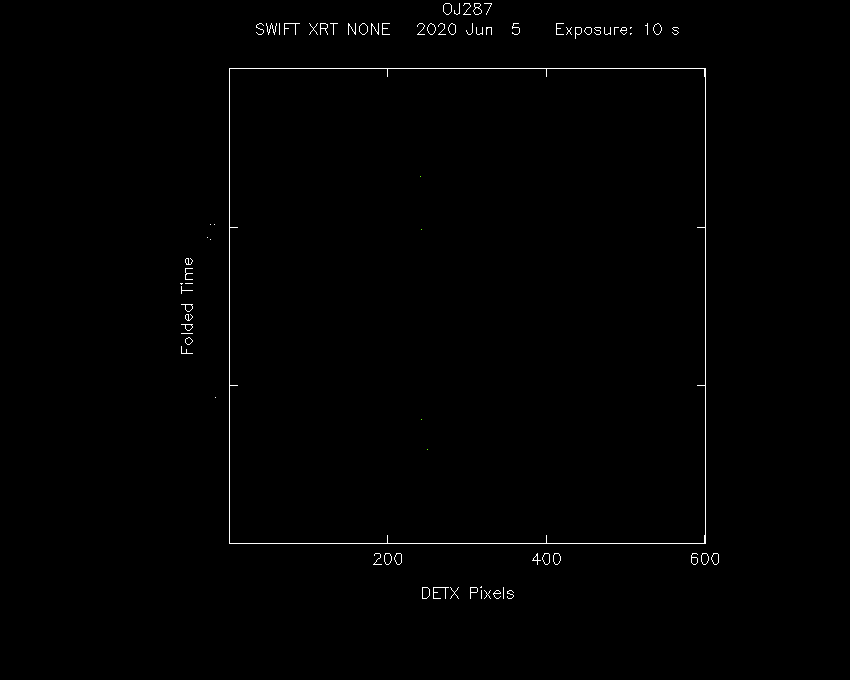 OJ287
SWIFT XRT NONE 2020 Jun 5 Exposure: 10 s
Folded Time
200 400 600
DETX Pixels